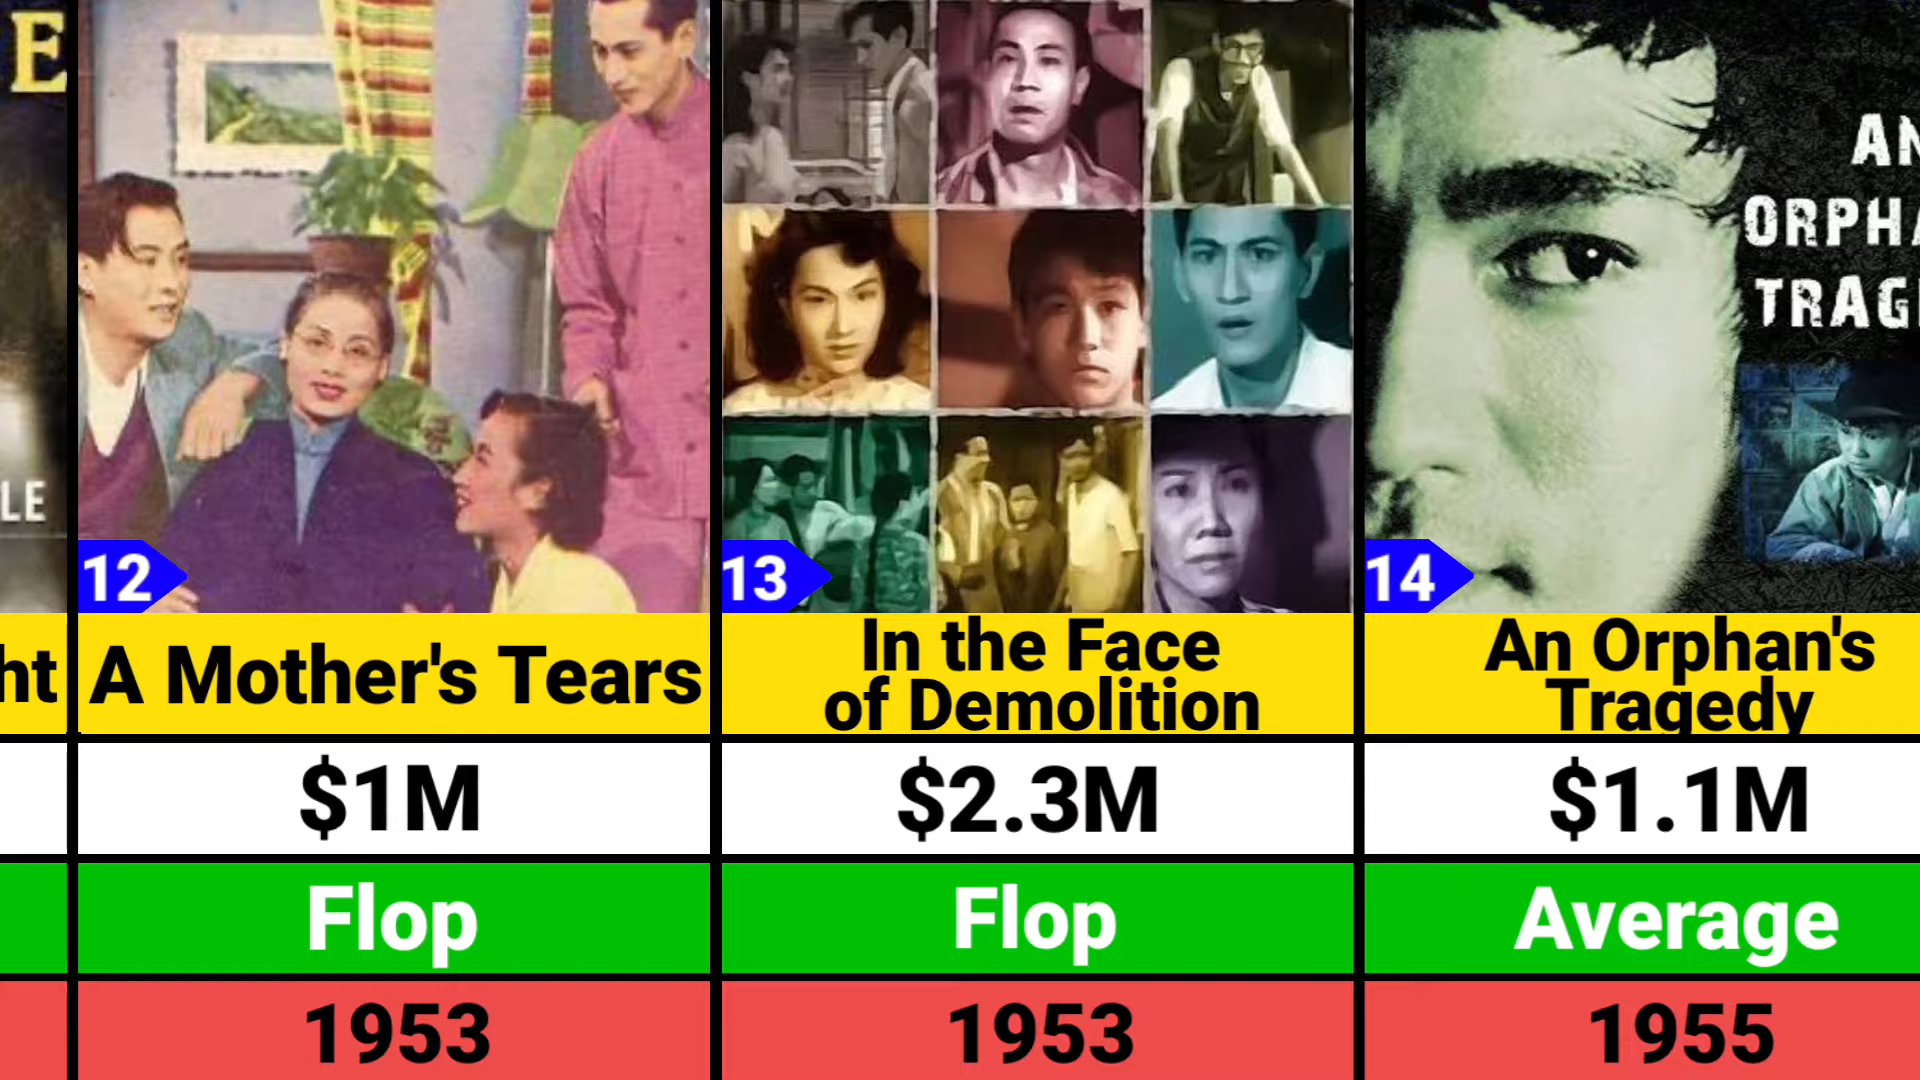 E
LE
ht
12
A Mother's Tears
$1M
Flop
1953
13
In the Face
of Demolition
$2.3M
Flop
1953
AN
ORPHA
TRAG
14
An Orphan's
Tragedy
$1.1M
Average
1955